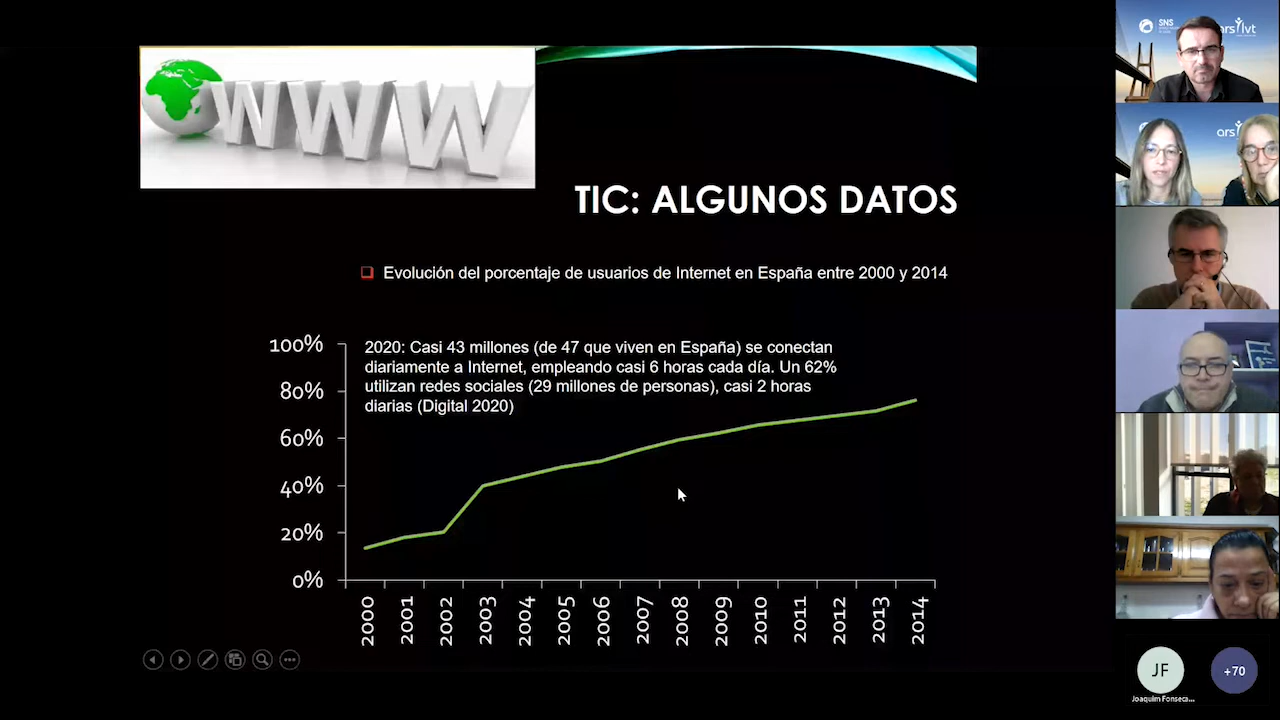 WWW
TIC: ALGUNOS DATOS
Evolución del porcentaje de usuarios de Internet en España entre 2000 y 2014
2020: Casi 43 millones (de 47 que viven en España) se conectan
diariamente a Internet, empleando casi 6 horas cada día. Un 62%
utilizan redes sociales (29 millones de personas), casi 2 horas
diarias (Digital 2020)
100%
80%
60%
40%
20%
0%
2000 2001 2002 2003 2004 2005 2006 2007 2008 2009 2010 2011 2012 2013 2014
SNS
ars lvt
ars
JF
+70
Joaquim Fonseca...